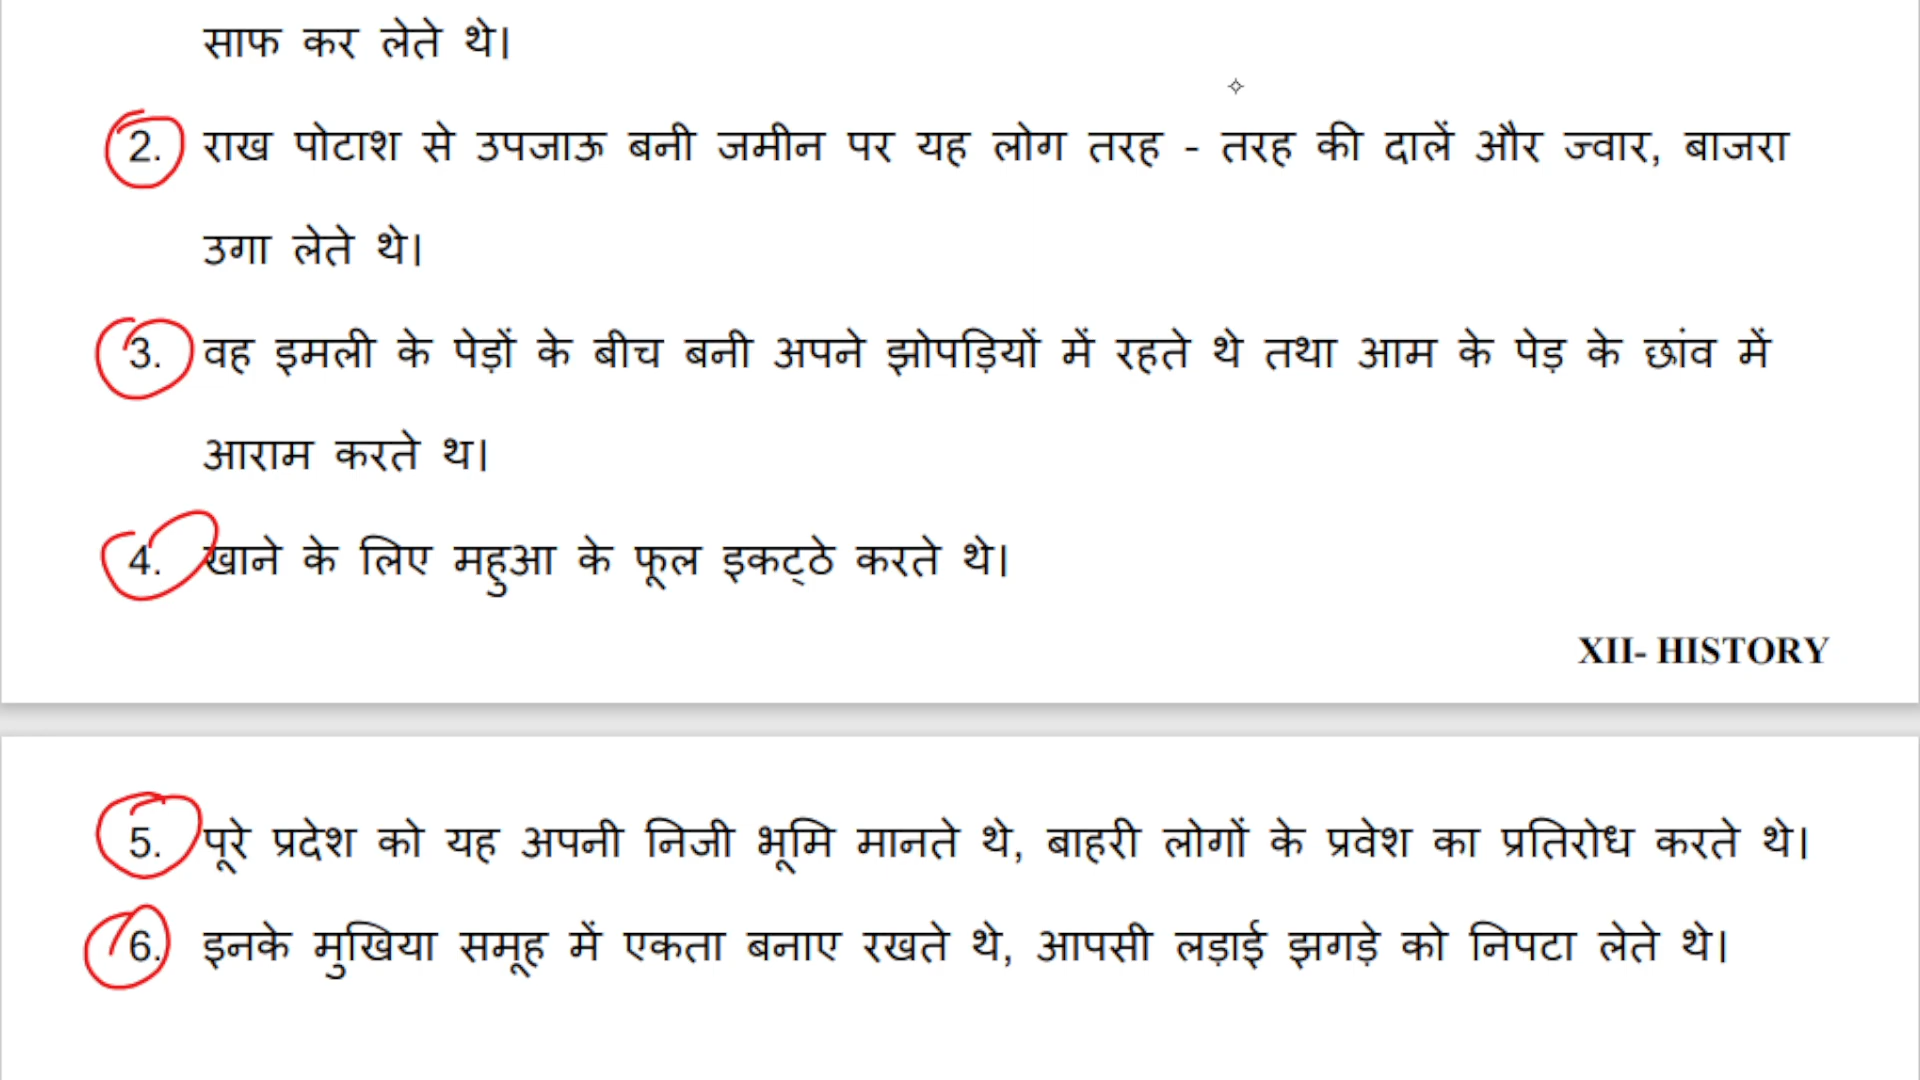 साफ कर लेते थे।
2. राख पोटाश से उपजाऊ बनी जमीन पर यह लोग तरह - तरह की दालें और ज्वार, बाजरा
उगा लेते थे।
3. वह इमली के पेड़ों के बीच बनी अपने झोपड़ियों में रहते थे तथा आम के पेड़ के छांव में
आराम करते थ।
4. खाने के लिए महुआ के फूल इकट्ठे करते थे।
XII- HISTORY
5. पूरे प्रदेश को यह अपनी निजी भूमि मानते थे, बाहरी लोगों के प्रवेश का प्रतिरोध करते थे।
6. इनके मुखिया समूह में एकता बनाए रखते थे, आपसी लड़ाई झगड़े को निपटा लेते थे।